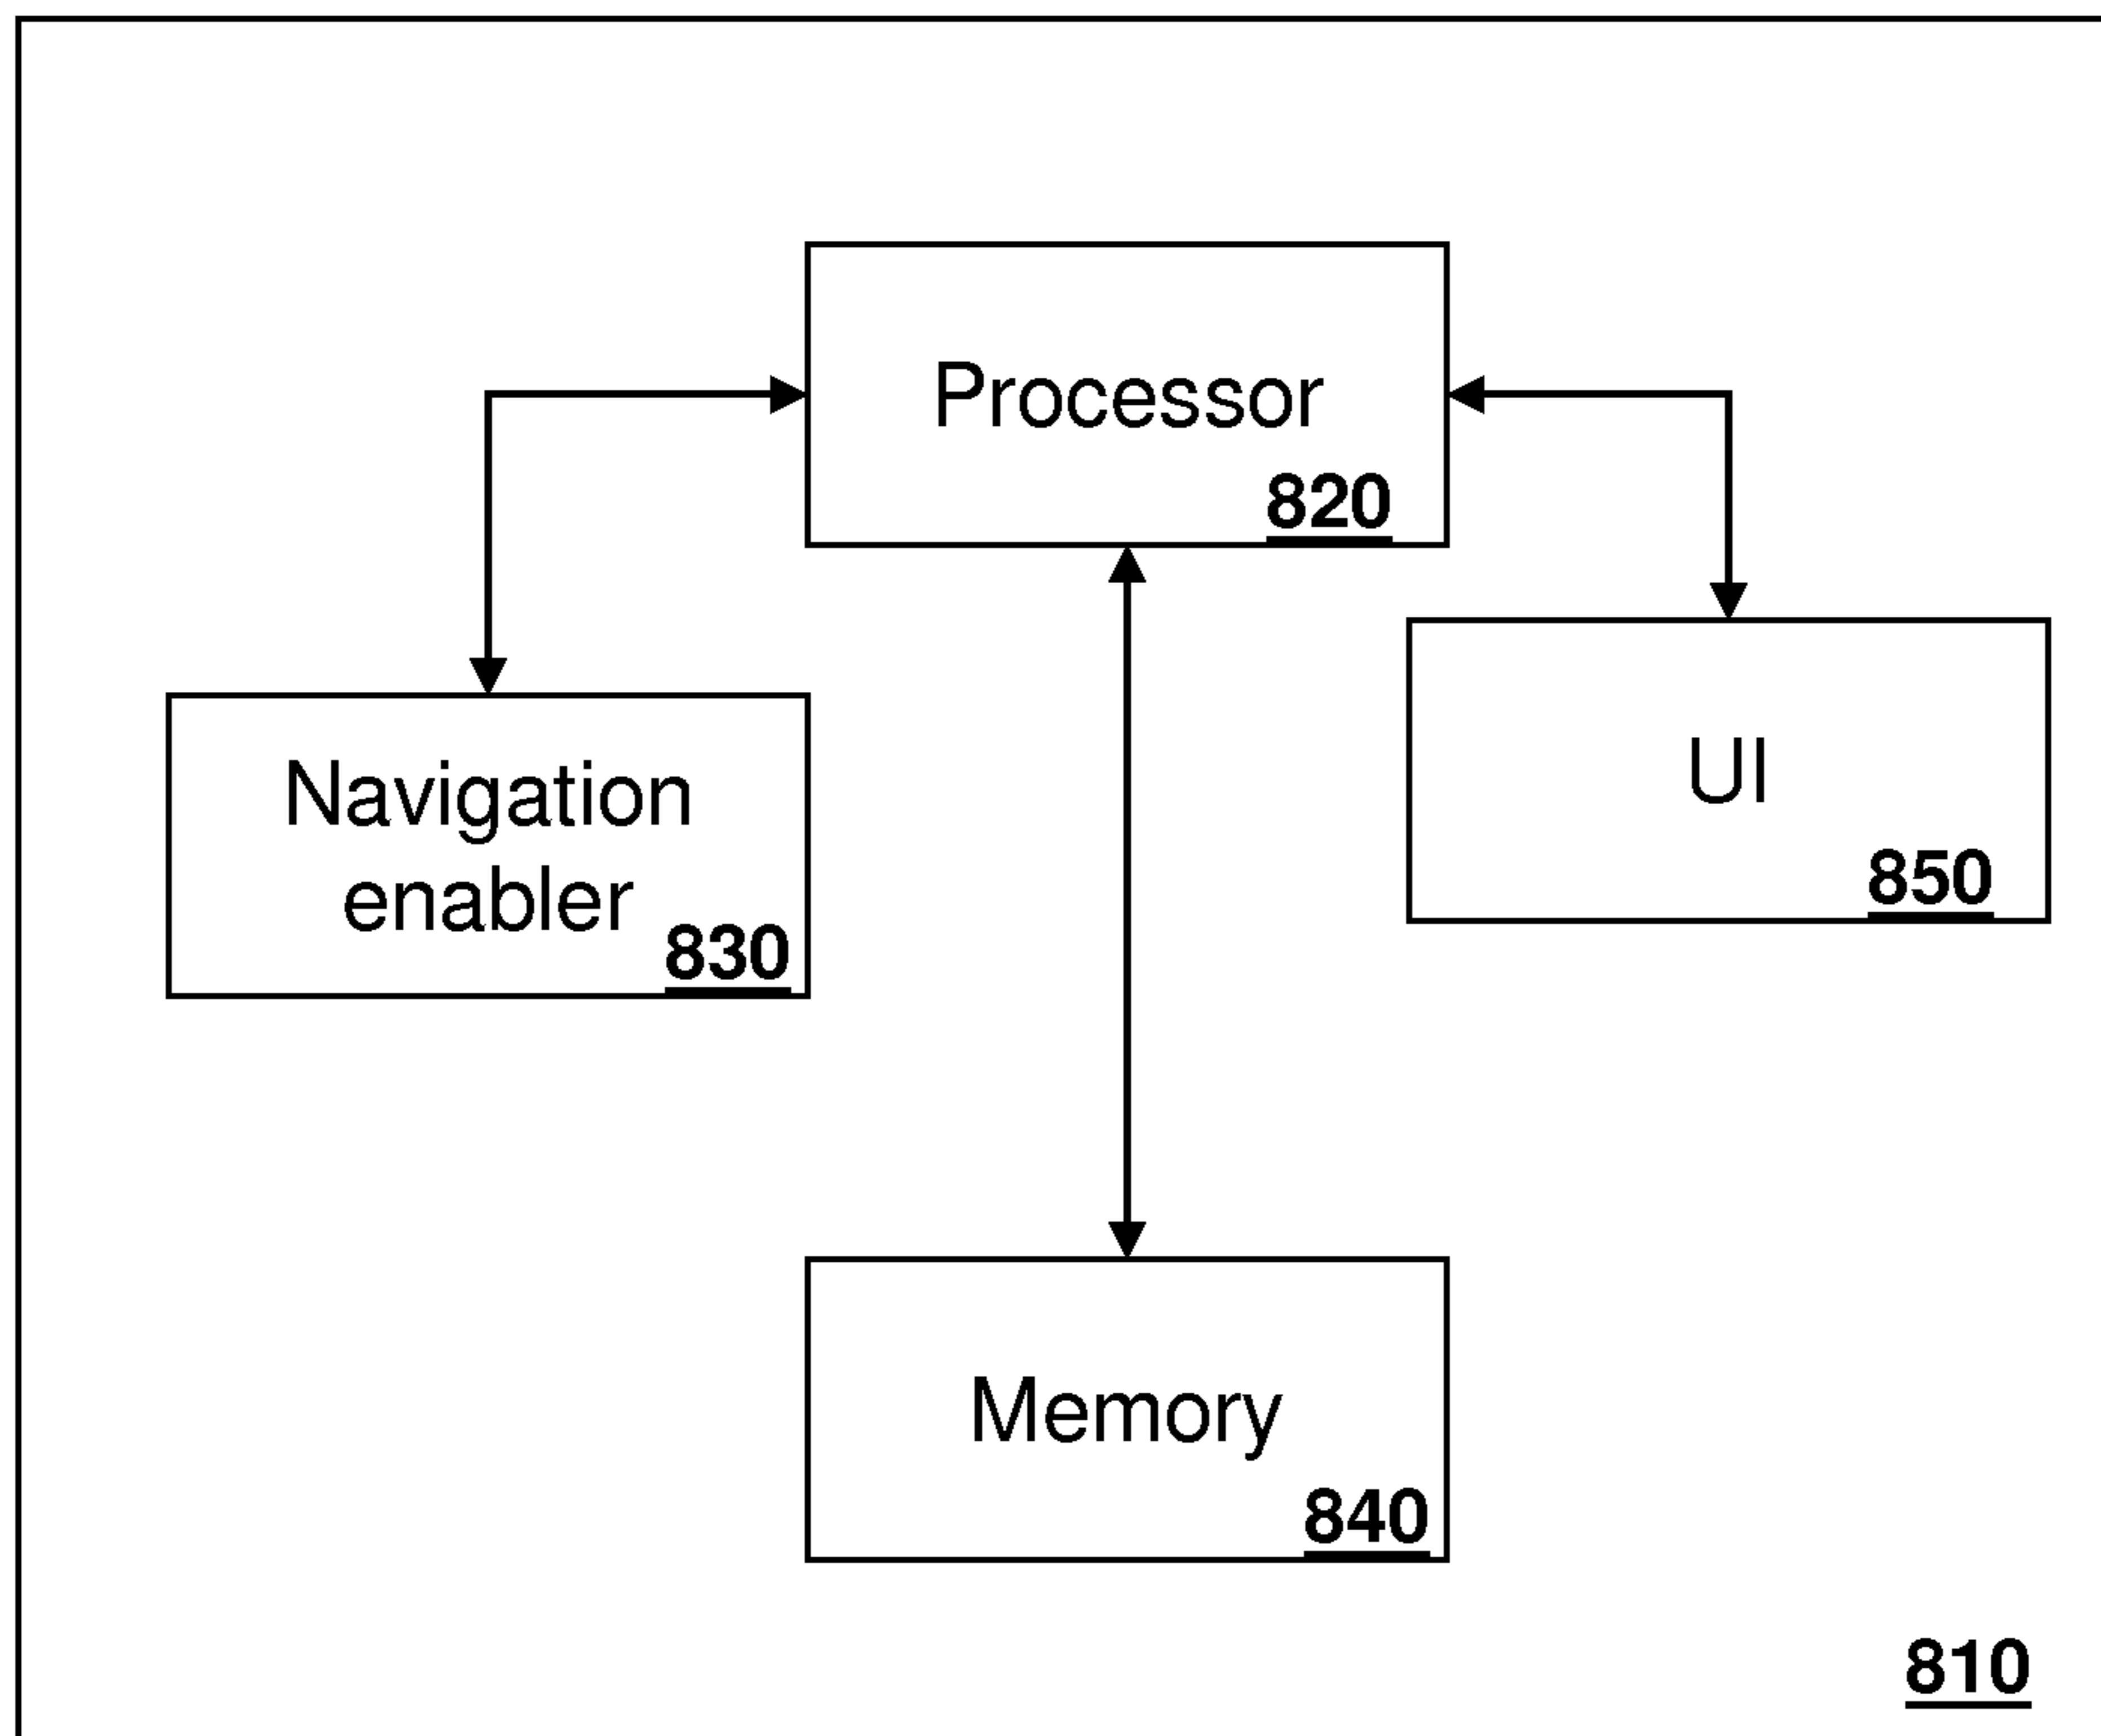 Processor
820
Navigation
enabler
830
UI
850
Memory
840
810